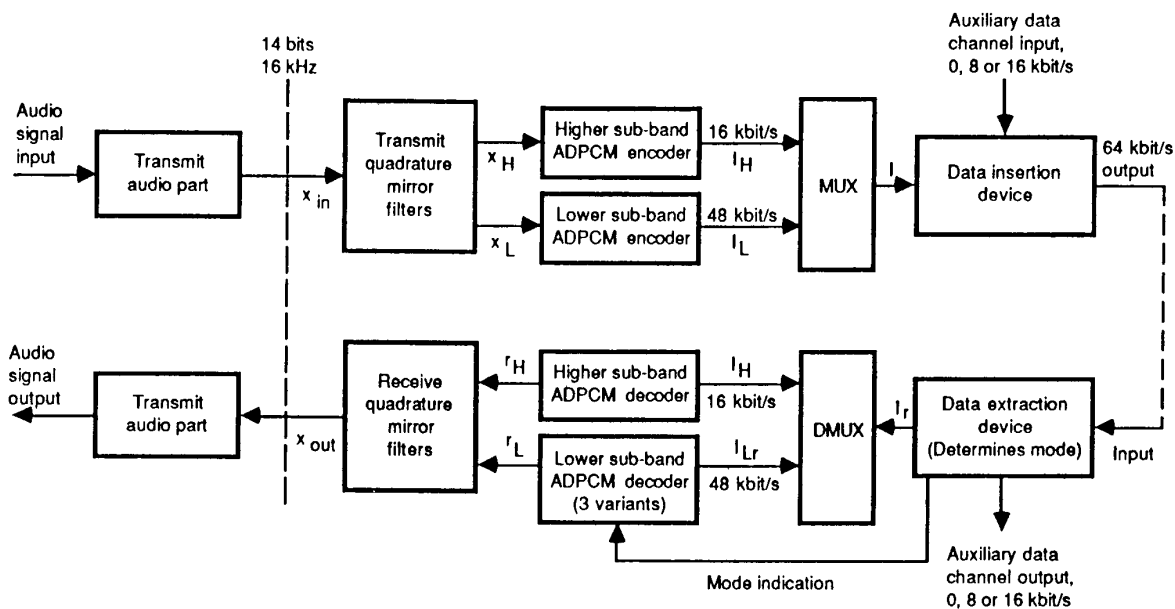 14 bits
16 kHz
Auxiliary data
channel input,
0, 8 or 16 kbit/s
Audio
signal
input
Transmit
audio part
x in
Transmit
quadrature
mirror
filters
x H
x L
Higher sub-band
ADPCM encoder
Lower sub-band
ADPCM encoder
16 kbit/s
I H
48 kbit/s
I L
MUX
I
Data insertion
device
64 kbit/s
output
Audio
signal
output
Transmit
audio part
x out
Receive
quadrature
mirror
filters
r H
r L
Higher sub-band
ADPCM decoder
Lower sub-band
ADPCM decoder
(3 variants)
I H
16 kbit/s
I Lr
48 kbit/s
DMUX
I r
Data extraction
device
(Determines mode)
Input
Mode indication
Auxiliary data
channel output,
0, 8 or 16 kbit/s